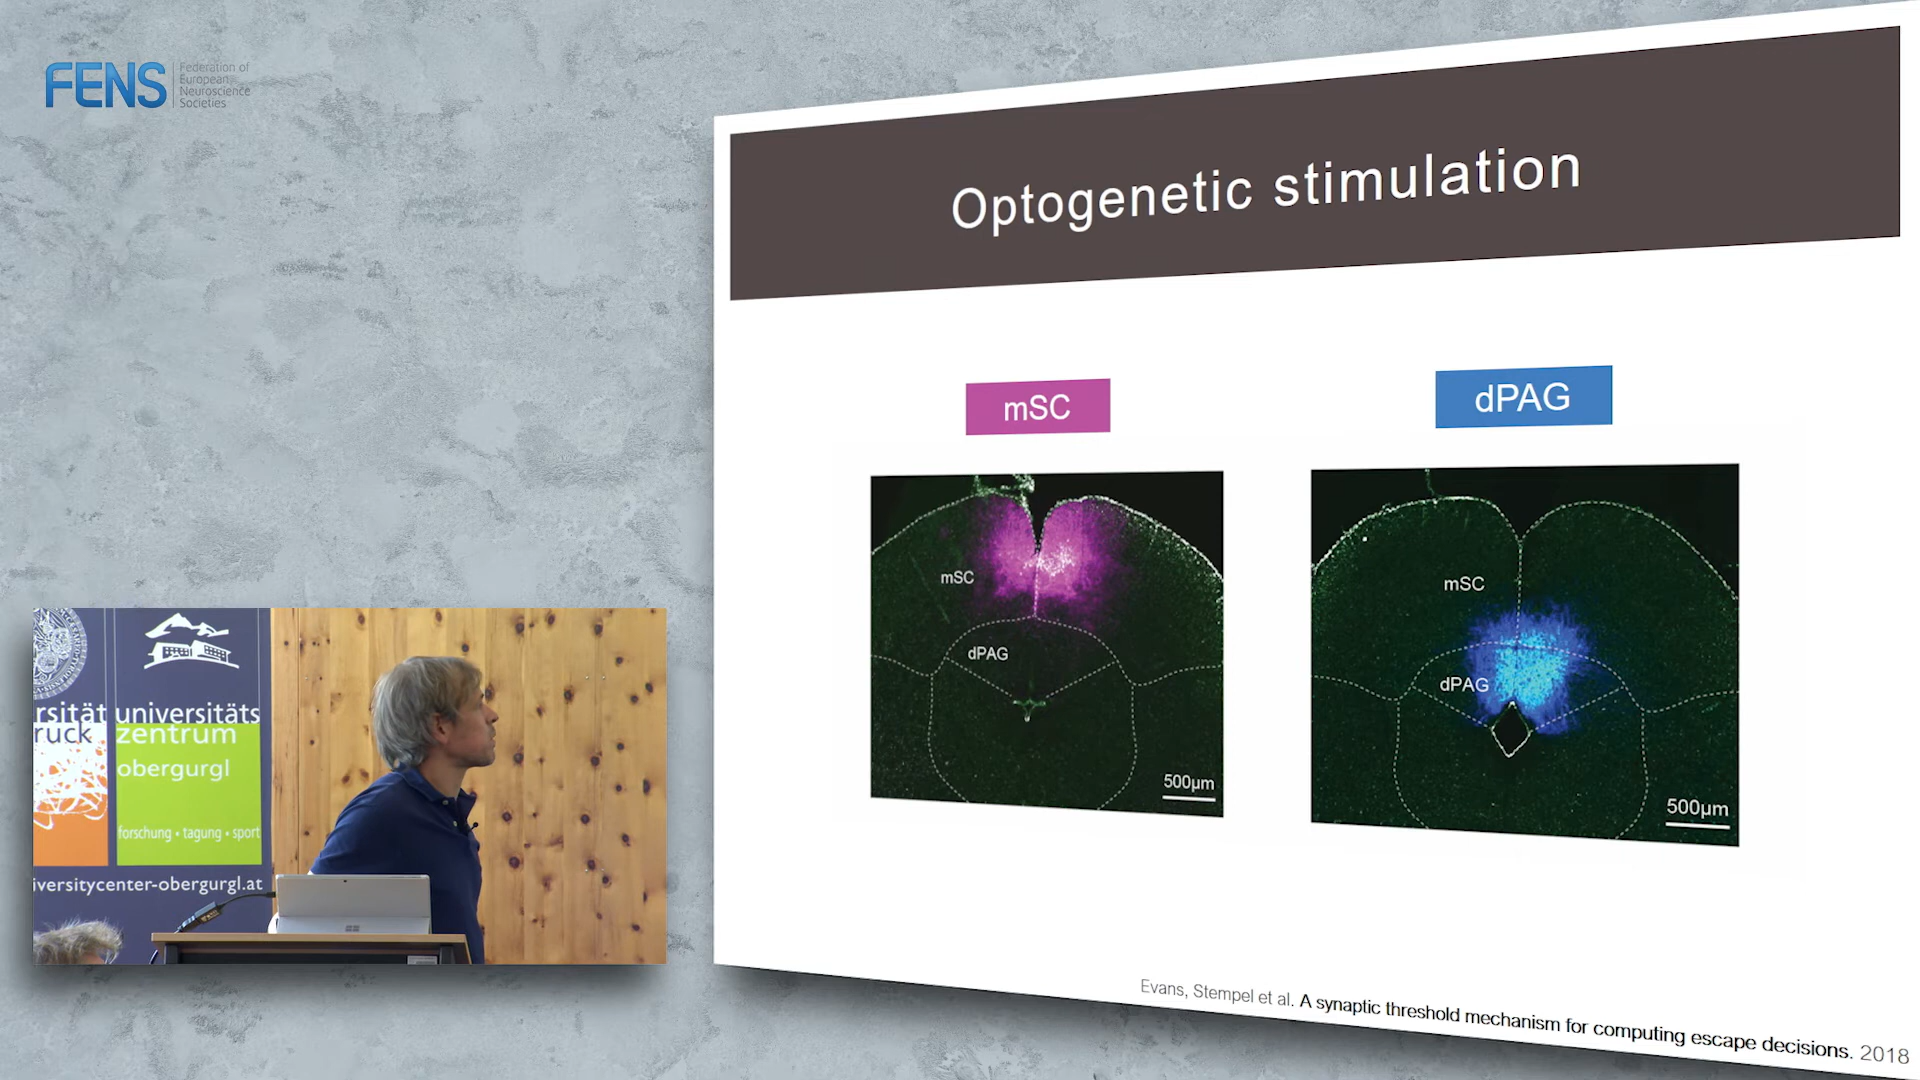 FENS
Federation of
European
Neuroscience
Societies
Optogenetic stimulation
mSC
dPAG
mSC
dPAG
500µm
mSC
dPAG
500µm
rsität
ruck
universitäts
zentrum
obergurgl
forschung • tagung • sport
iversitycenter-obergurgl.at
Evans, Stempel et al. A synaptic threshold mechanism for computing escape decisions. 2018